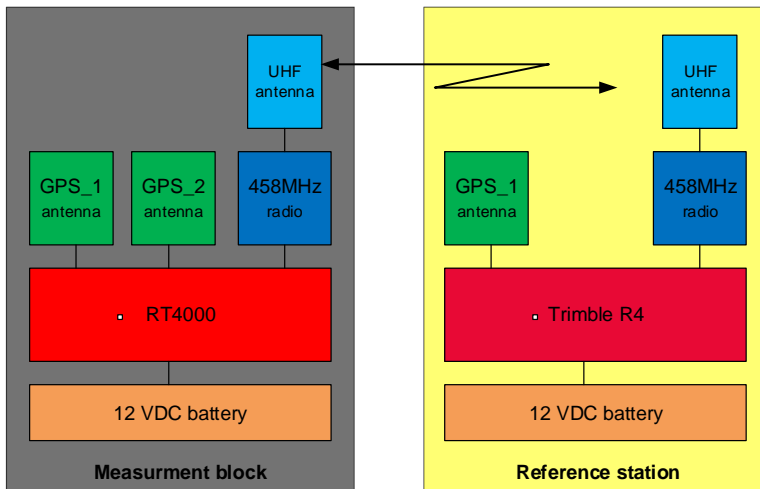 UHF
antenna
GPS_1
antenna
GPS_2
antenna
458MHz
radio
RT4000
12 VDC battery
Measurment block
UHF
antenna
GPS_1
antenna
458MHz
radio
Trimble R4
12 VDC battery
Reference station